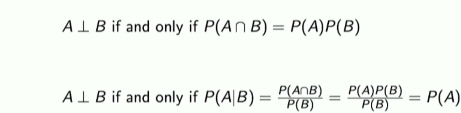 A ⊥ B if and only if P(A ∩ B) = P(A)P(B)
A ⊥ B if and only if P(A|B) = P(A∩B)/P(B) = P(A)P(B)/P(B) = P(A)